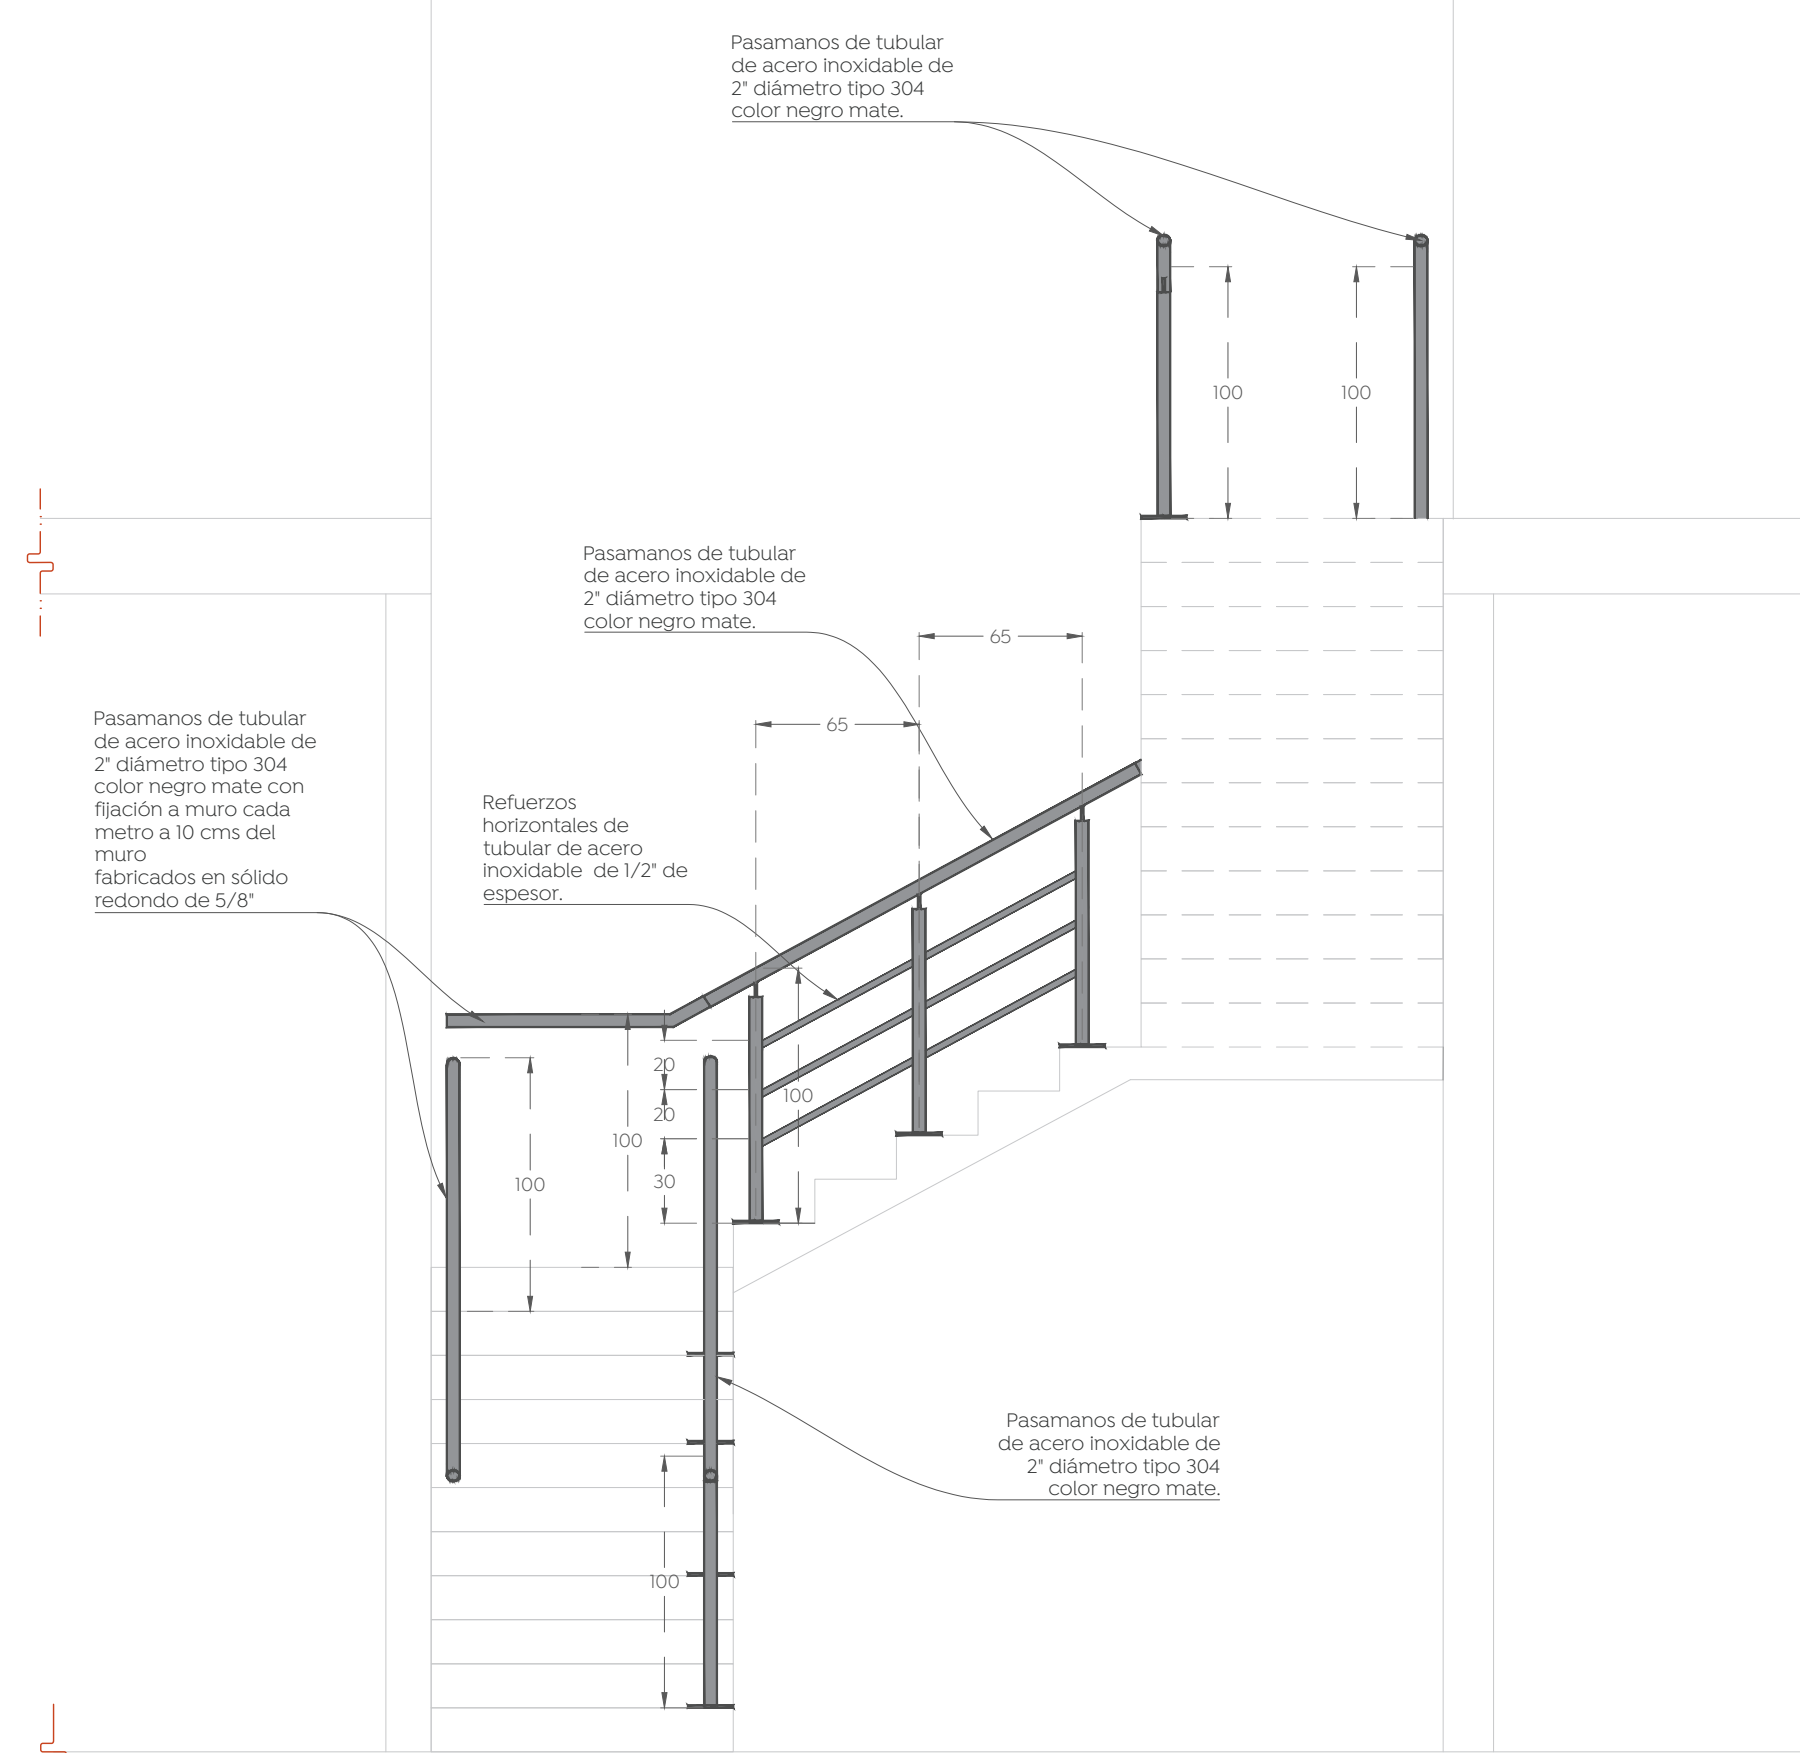 Pasamanos de tubular
de acero inoxidable de
2" diámetro tipo 304
color negro mate.
100
100
Pasamanos de tubular
de acero inoxidable de
2" diámetro tipo 304
color negro mate.
65
65
Pasamanos de tubular
de acero inoxidable de
2" diámetro tipo 304
color negro mate con
fijación a muro cada
metro a 10 cms del
muro
fabricados en sólido
redondo de 5/8"
Refuerzos
horizontales de
tubular de acero
inoxidable  de 1/2" de
espesor.
20
100
20
100
30
100
Pasamanos de tubular
de acero inoxidable de
2" diámetro tipo 304
color negro mate.
100